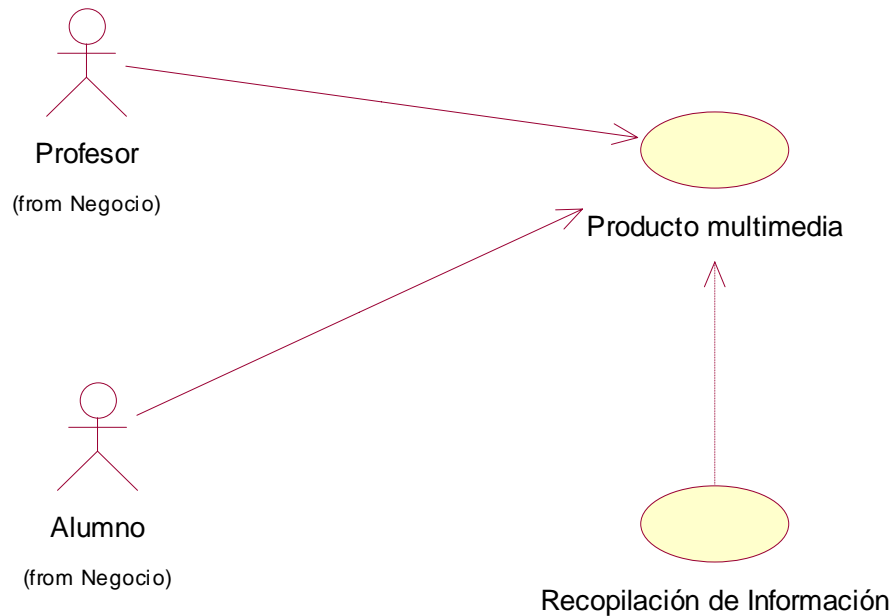 Profesor
(from Negocio)
Producto multimedia
Alumno
(from Negocio)
Recopilación de Información